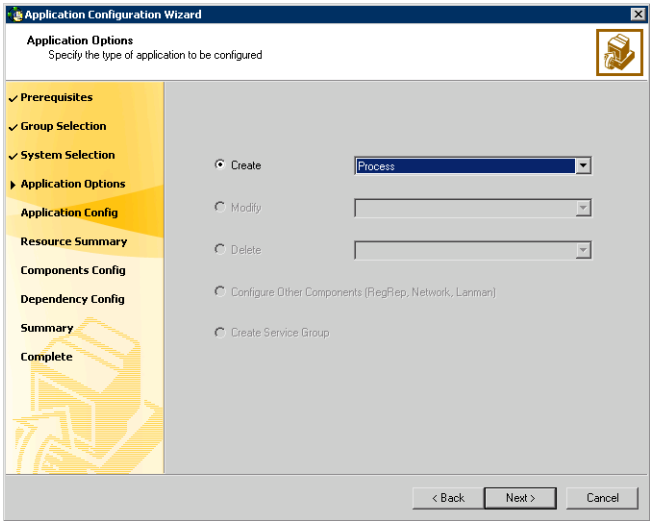 Application Configuration Wizard
Application Options
Specify the type of application to be configured
Prerequisites
Group Selection
System Selection
Application Options
Application Config
Resource Summary
Components Config
Dependency Config
Summary
Complete
Create
Process
Modify
Delete
Configure Other Components (RegRep, Network, Lanman)
Create Service Group
< Back
Next >
Cancel